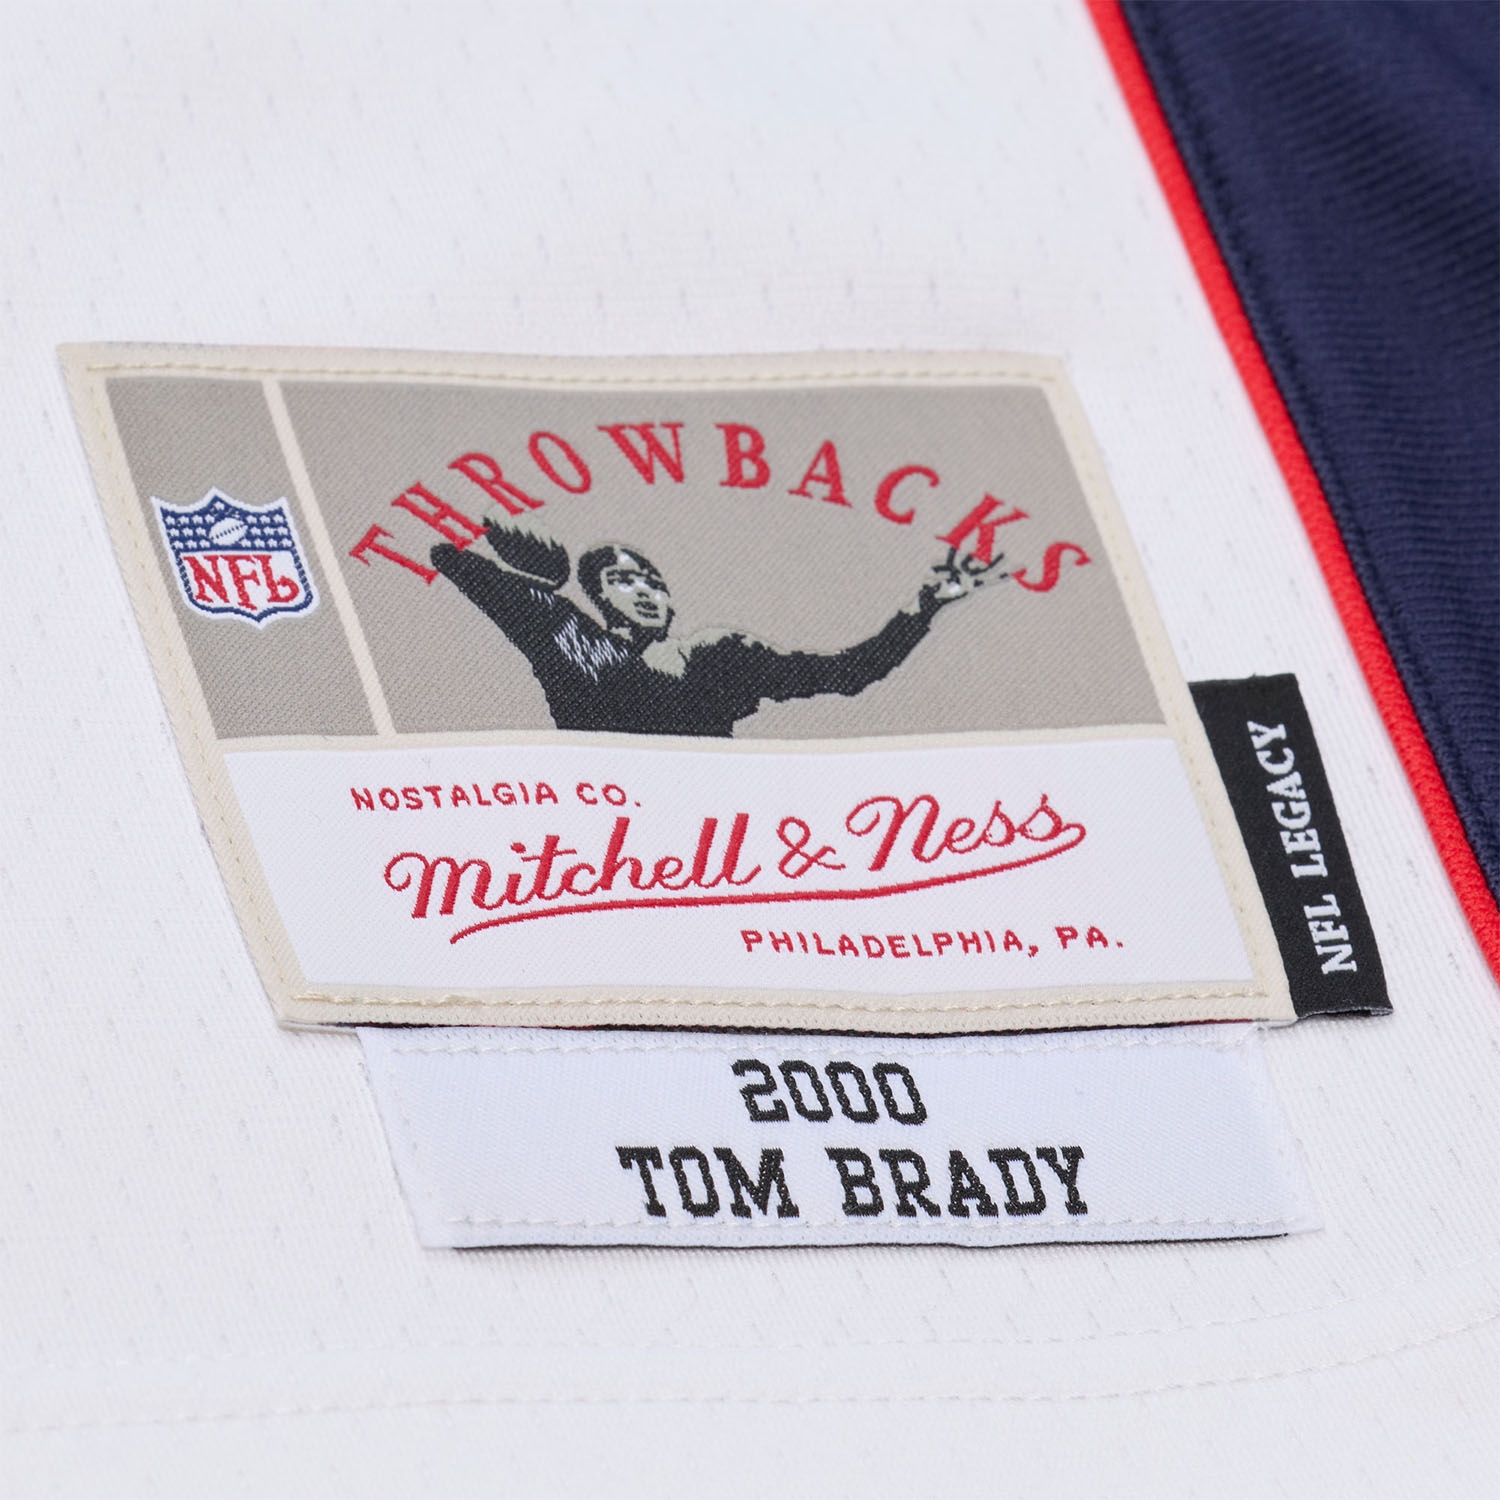 THROWBACKS
NFL
NOSTALGIA CO.
Mitchell & Ness
PHILADELPHIA, PA.
NFL LEGACY
2000
TOM BRADY